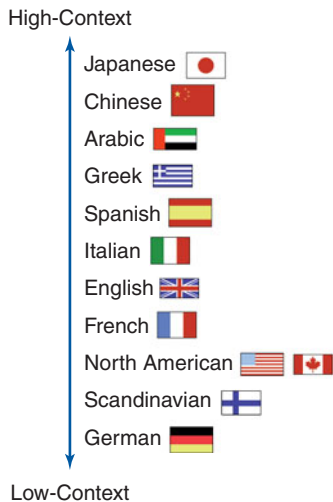 High-Context
Japanese
Chinese
Arabic
Greek
Spanish
Italian
English
French
North American
Scandinavian
German
Low-Context